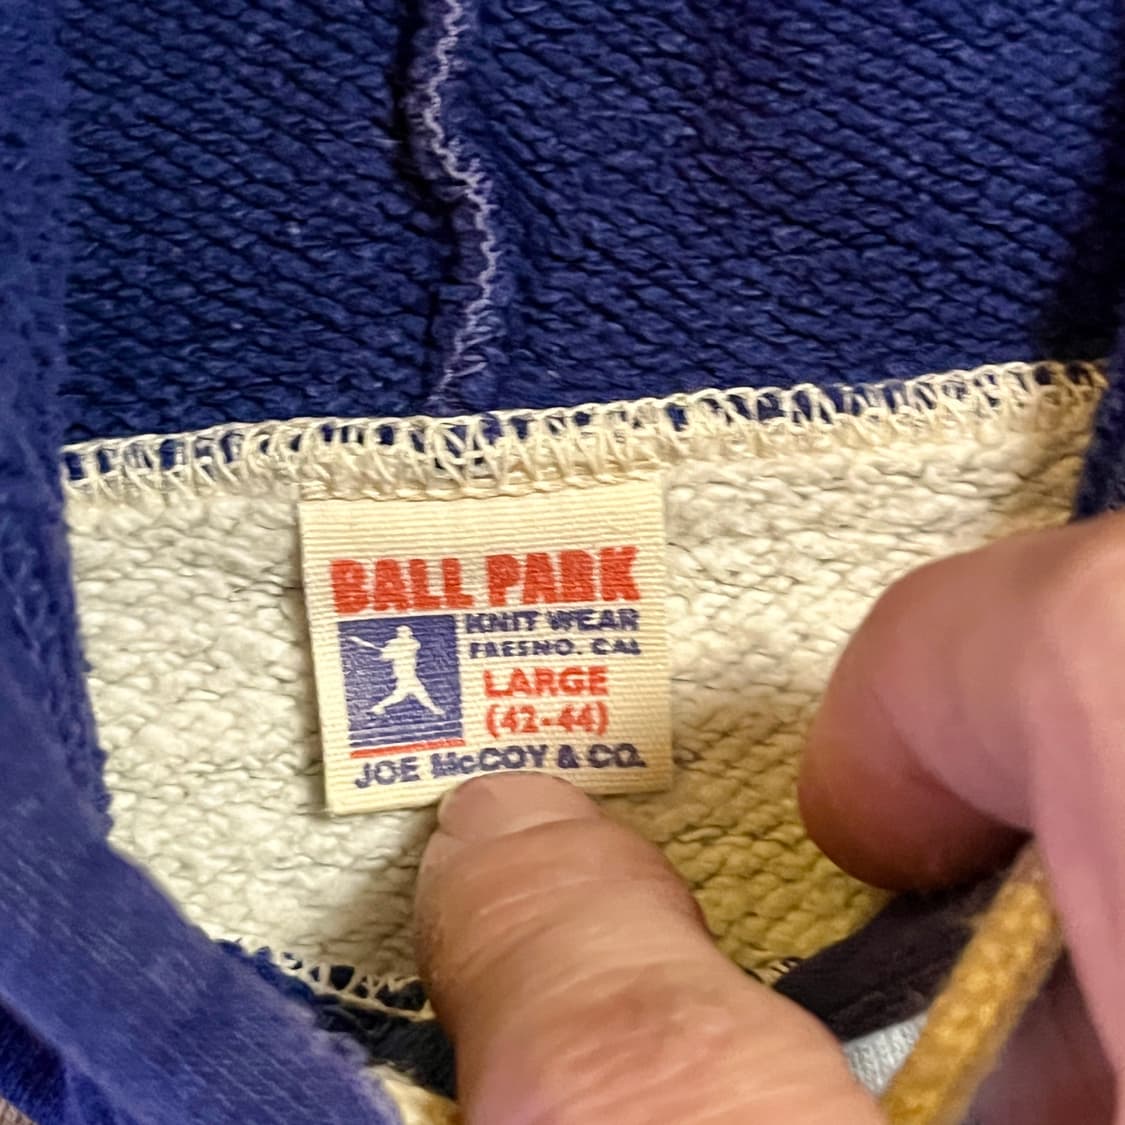 BALL PARK
KNIT WEAR
FRESNO. CAL
LARGE
(42-44)
JOE McCOY & CO.